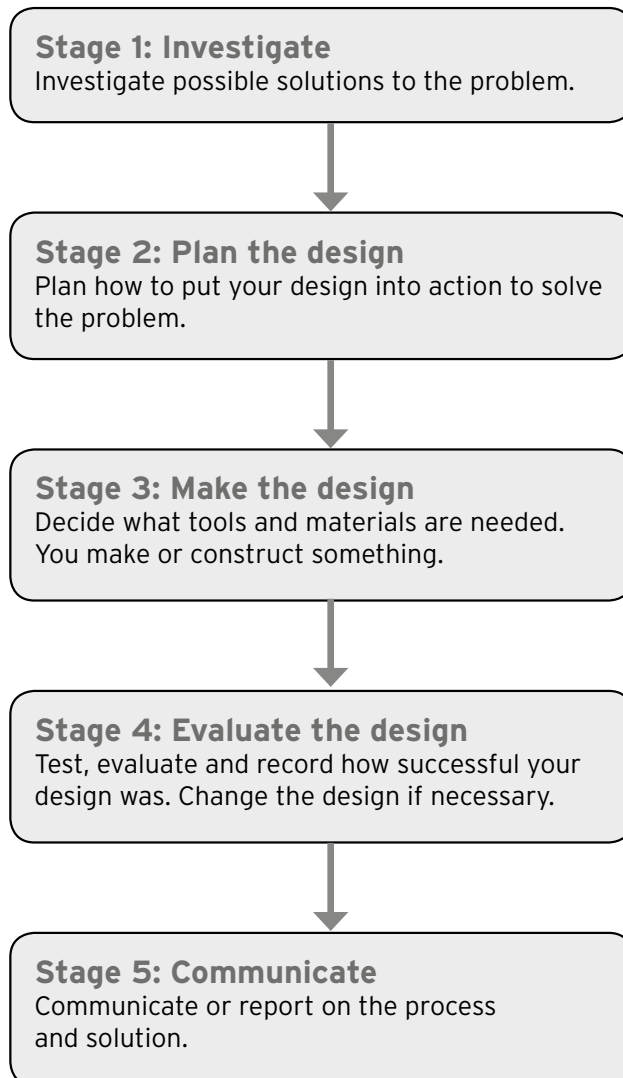 Stage 1: Investigate
Investigate possible solutions to the problem.
Stage 2: Plan the design
Plan how to put your design into action to solve
the problem.
Stage 3: Make the design
Decide what tools and materials are needed.
You make or construct something.
Stage 4: Evaluate the design
Test, evaluate and record how successful your
design was. Change the design if necessary.
Stage 5: Communicate
Communicate or report on the process
and solution.